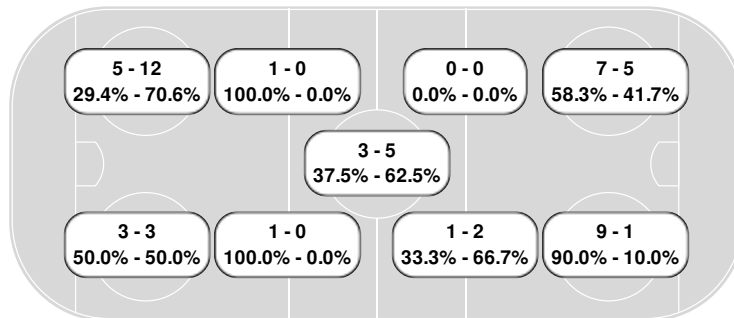 5 - 12
29.4% - 70.6%
1 - 0
100.0% - 0.0%
0 - 0
0.0% - 0.0%
7 - 5
58.3% - 41.7%
3 - 5
37.5% - 62.5%
3 - 3
50.0% - 50.0%
1 - 0
100.0% - 0.0%
1 - 2
33.3% - 66.7%
9 - 1
90.0% - 10.0%